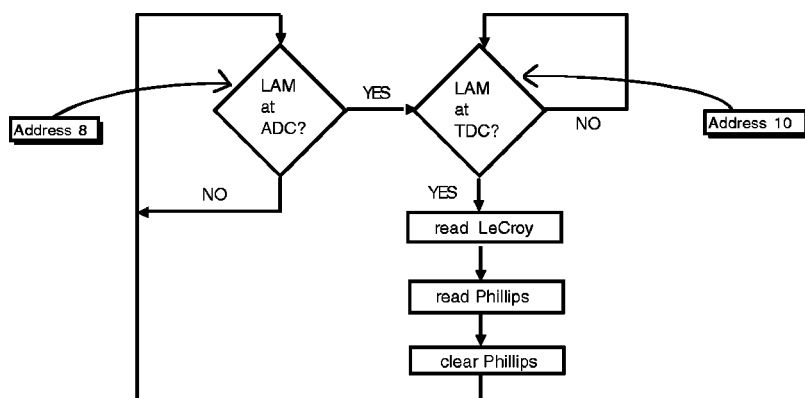 LAM
at
ADC?
YES
LAM
at
TDC?
NO
Address 8
Address 10
NO
YES
read LeCroy
read Phillips
clear Phillips